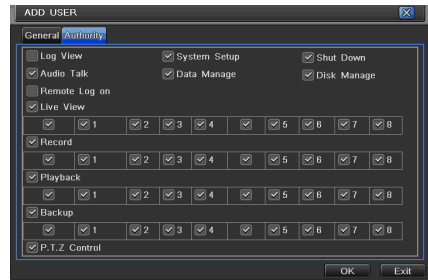 ADD USER
General Authority
Log View System Setup Shut Down
Audio Talk Data Manage Disk Manage
Remote Log on
Live View
1 2 3 4 5 6 7 8
Record
1 2 3 4 5 6 7 8
Playback
1 2 3 4 5 6 7 8
Backup
1 2 3 4 5 6 7 8
P.T.Z Control
OK Exit